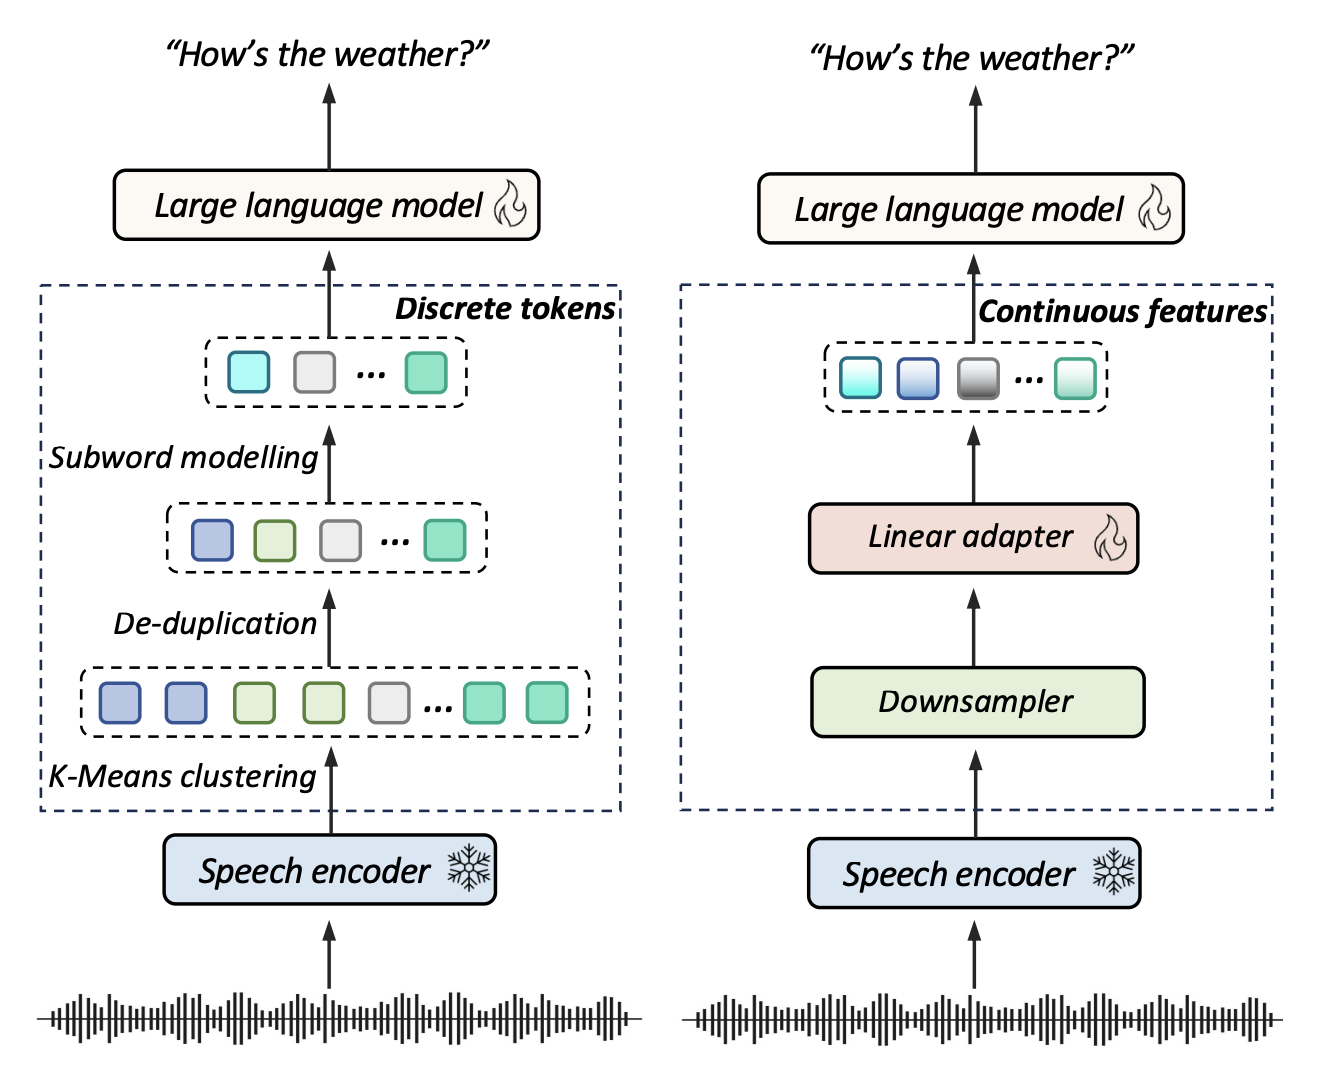 “How’s the weather?”
Large language model
Discrete tokens
...
Subword modelling
...
De-duplication
...
K-Means clustering
Speech encoder
“How’s the weather?”
Large language model
Continuous features
...
Linear adapter
Downsampler
Speech encoder